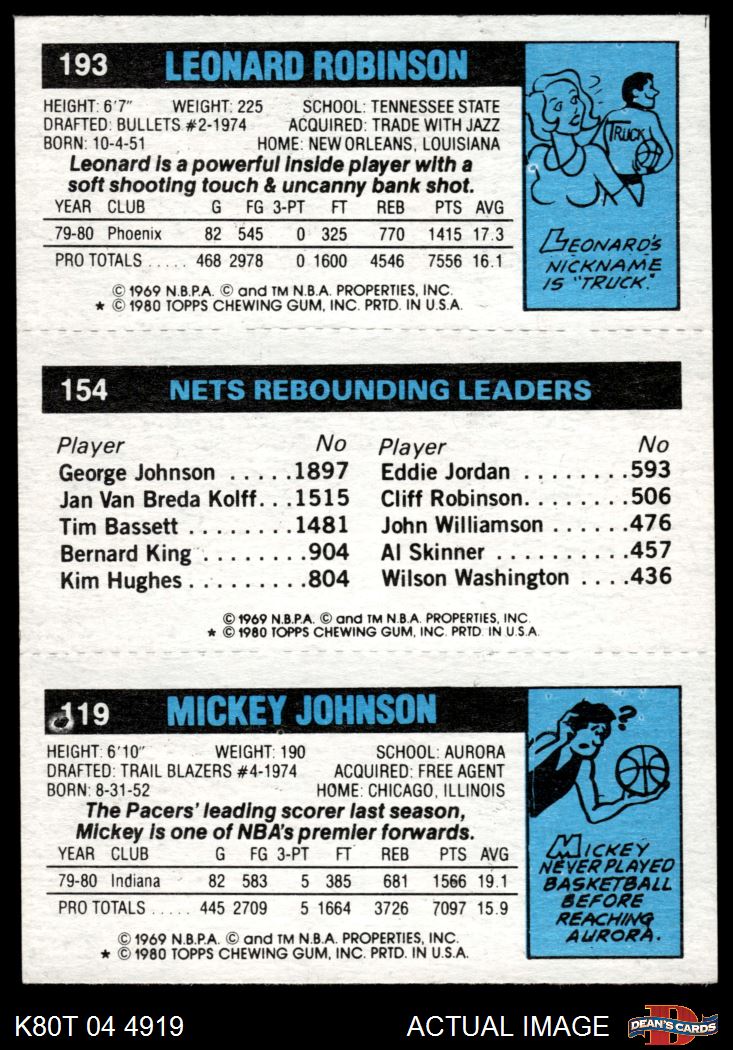 193 LEONARD ROBINSON
HEIGHT: 6'7" WEIGHT: 225 SCHOOL: TENNESSEE STATE
DRAFTED: BULLETS #2-1974 ACQUIRED: TRADE WITH JAZZ
BORN: 10-4-51 HOME: NEW ORLEANS, LOUISIANA
Leonard is a powerful inside player with a
soft shooting touch & uncanny bank shot.
YEAR CLUB G FG 3-PT FT REB PTS AVG
79-80 Phoenix 82 545 0 325 770 1415 17.3
PRO TOTALS ..... 468 2978 0 1600 4546 7556 16.1
© 1969 N.B.P.A. © and TM N.B.A. PROPERTIES, INC.
* © 1980 TOPPS CHEWING GUM, INC. PRTD. IN U.S.A.
TRUCK
LEONARD'S
NICKNAME
IS "TRUCK."
154 NETS REBOUNDING LEADERS
Player No Player No
George Johnson .....1897 Eddie Jordan ........593
Jan Van Breda Kolff...1515 Cliff Robinson........506
Tim Bassett ........1481 John Williamson .....476
Bernard King ........904 Al Skinner ..........457
Kim Hughes.........804 Wilson Washington ....436
© 1969 N.B.P.A. © and TM N.B.A. PROPERTIES, INC.
* © 1980 TOPPS CHEWING GUM, INC. PRTD. IN U.S.A.
119 MICKEY JOHNSON
HEIGHT: 6'10" WEIGHT: 190 SCHOOL: AURORA
DRAFTED: TRAIL BLAZERS #4-1974 ACQUIRED: FREE AGENT
BORN: 8-31-52 HOME: CHICAGO, ILLINOIS
The Pacers' leading scorer last season,
Mickey is one of NBA's premier forwards.
YEAR CLUB G FG 3-PT FT REB PTS AVG
79-80 Indiana 82 583 5 385 681 1566 19.1
PRO TOTALS ..... 445 2709 5 1664 3726 7097 15.9
© 1969 N.B.P.A. © and TM N.B.A. PROPERTIES, INC.
* © 1980 TOPPS CHEWING GUM, INC. PRTD. IN U.S.A.
?
MICKEY
NEVER PLAYED
BASKETBALL
BEFORE
REACHING
AURORA.
K80T 04 4919 ACTUAL IMAGE D DEAN'S CARDS